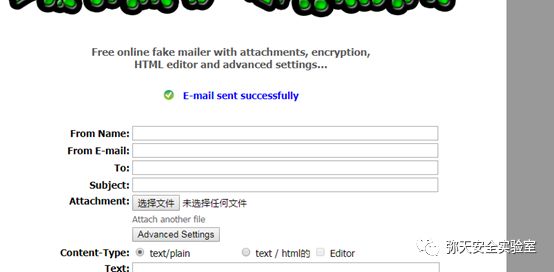 Free online fake mailer with attachments, encryption,
HTML editor and advanced settings...
E-mail sent successfully
From Name:
From E-mail:
To:
Subject:
Attachment: 选择文件 未选择任何文件
Attach another file
Advanced Settings
Content-Type: text/plain text / html的 Editor
Text:
弥天安全实验室